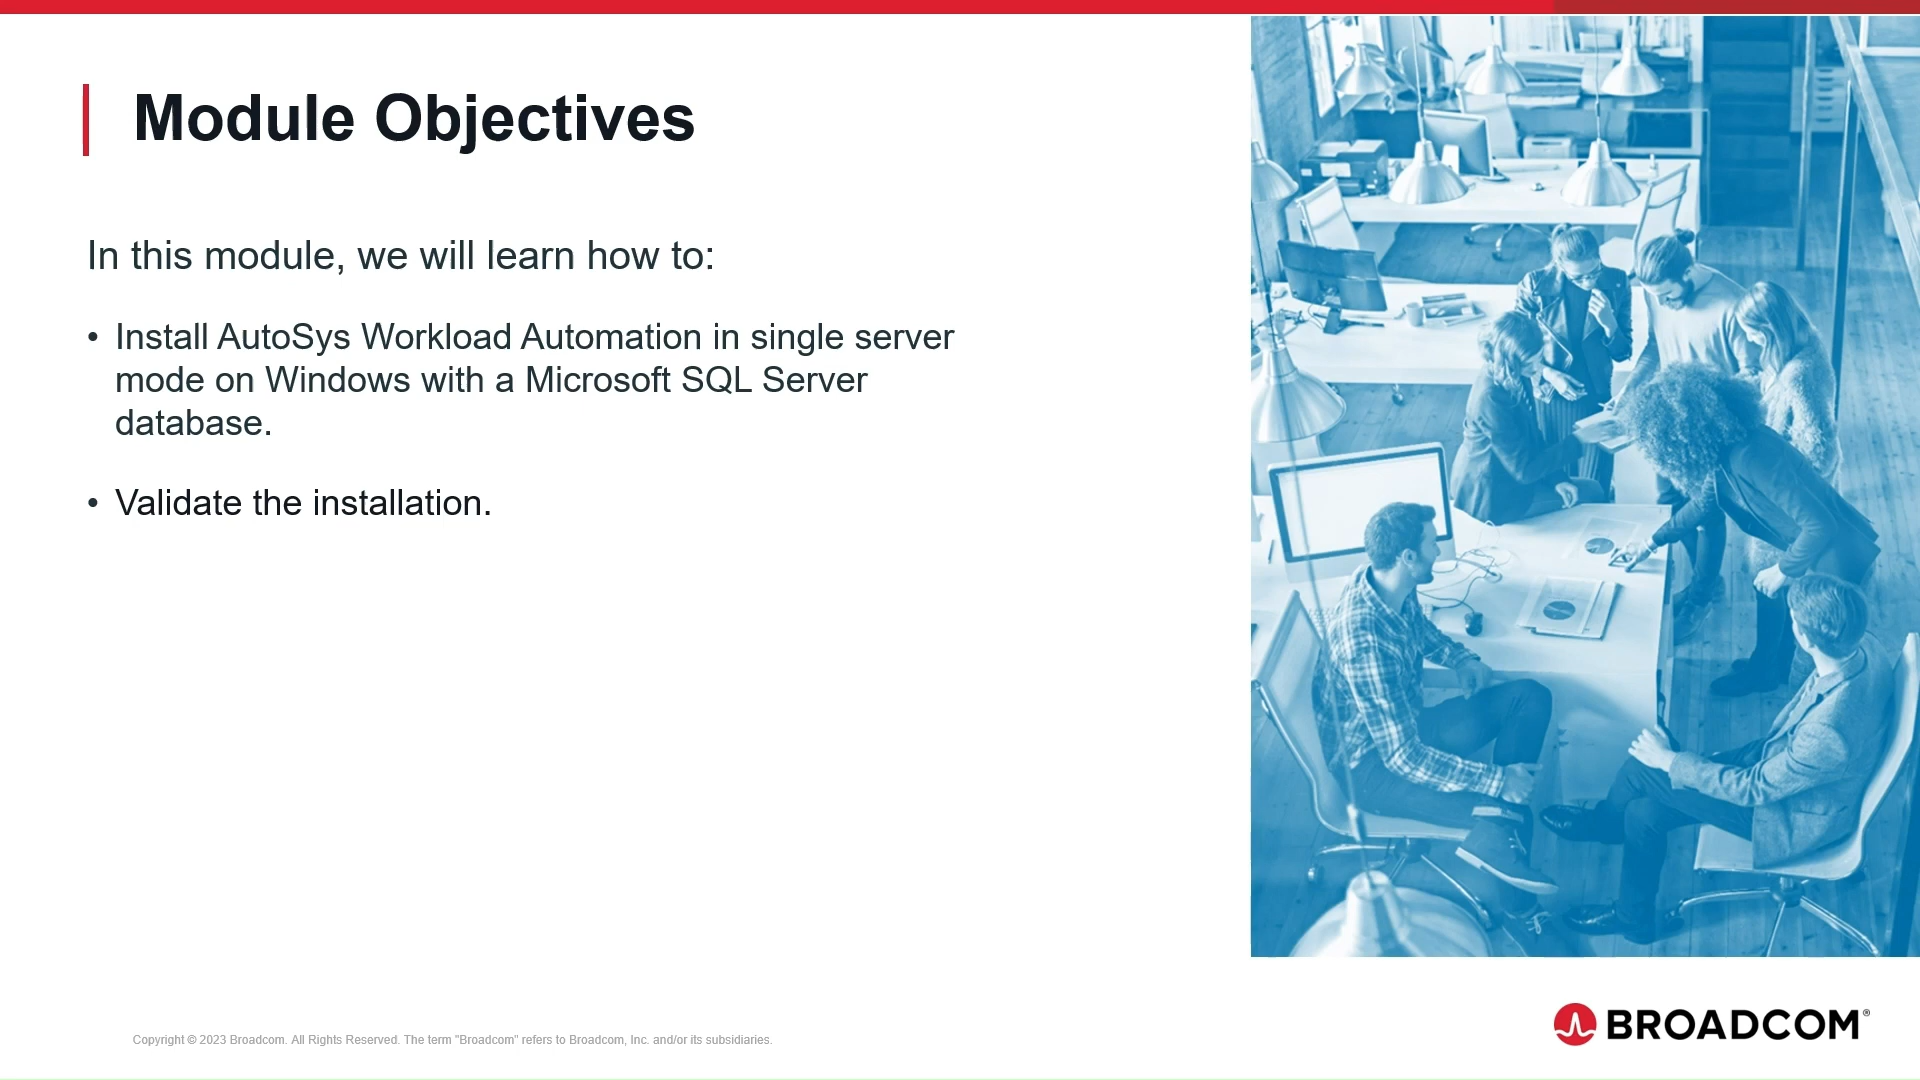 Module Objectives
In this module, we will learn how to:
• Install AutoSys Workload Automation in single server
mode on Windows with a Microsoft SQL Server
database.
• Validate the installation.
Copyright © 2023 Broadcom. All Rights Reserved. The term "Broadcom" refers to Broadcom, Inc. and/or its subsidiaries.
BROADCOM®